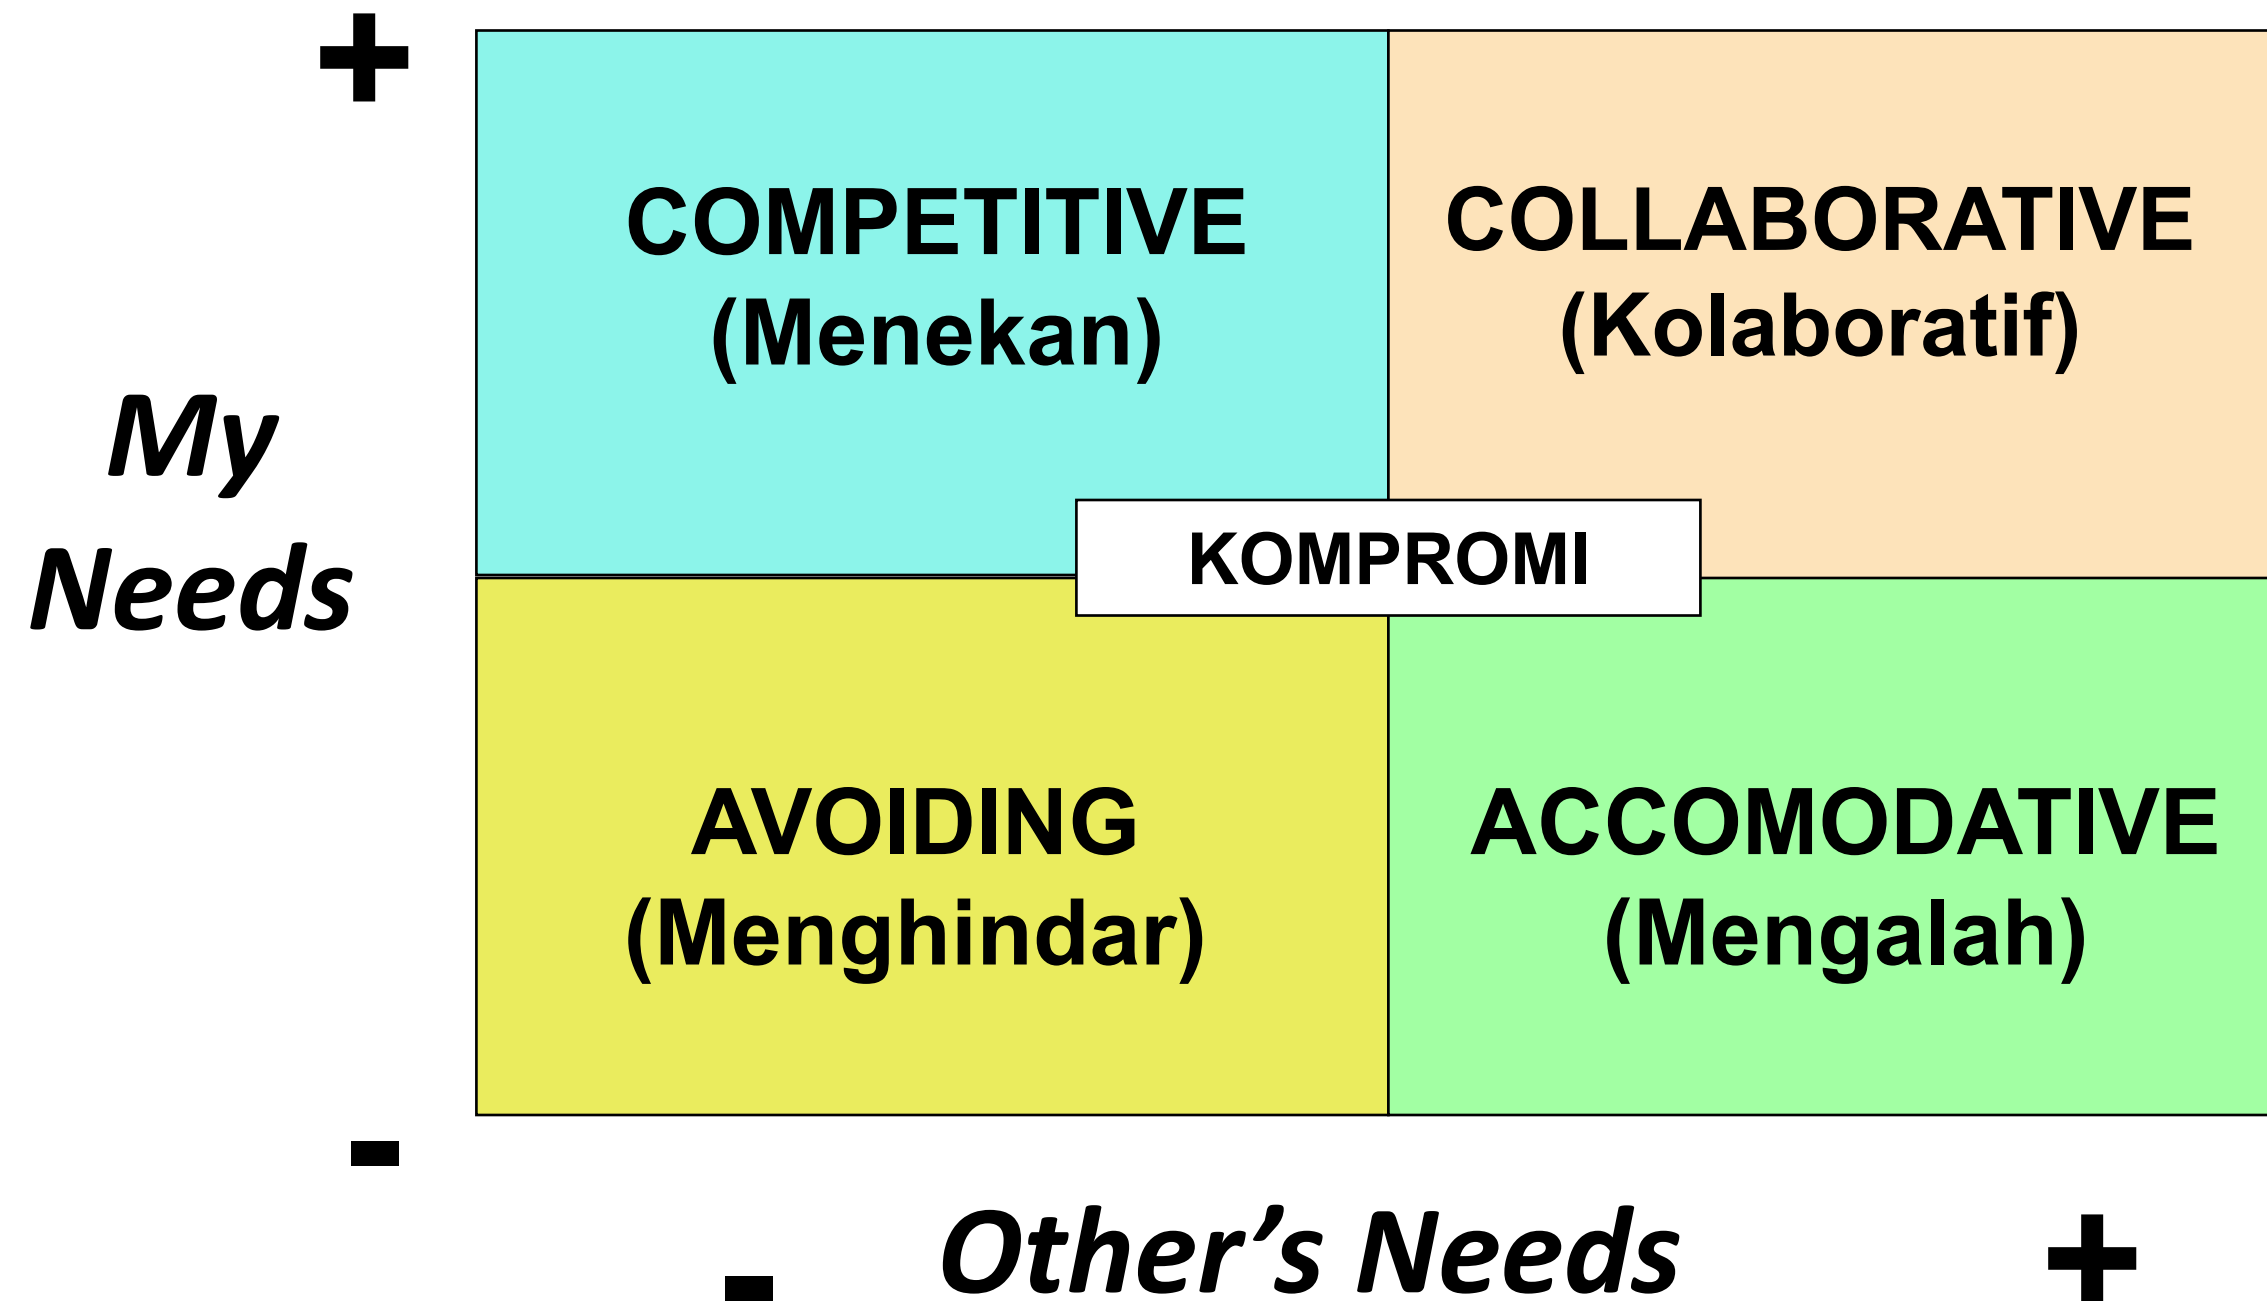 +
COMPETITIVE
(Menekan)
COLLABORATIVE
(Kolaboratif)
My
Needs
KOMPROMI
AVOIDING
(Menghindar)
ACCOMODATIVE
(Mengalah)
-
- Other’s Needs +